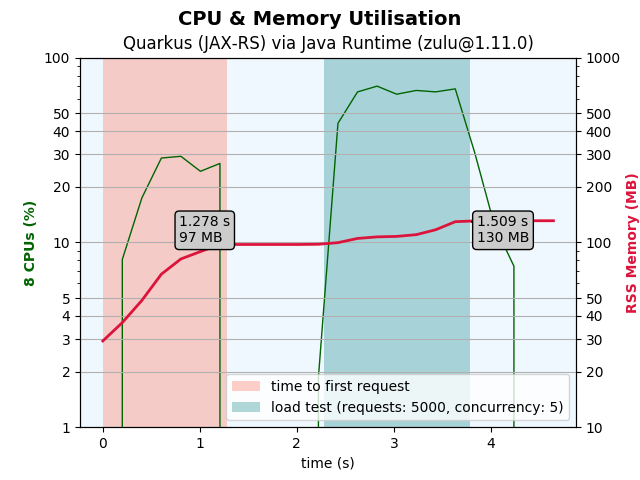 CPU & Memory Utilisation
Quarkus (JAX-RS) via Java Runtime (zulu@1.11.0)
100
50
40
30
20
10
5
4
3
2
1
8 CPUs (%)
1000
500
400
300
200
100
50
40
30
20
10
RSS Memory (MB)
1.278 s
97 MB
1.509 s
130 MB
time to first request
load test (requests: 5000, concurrency: 5)
0
1
2
3
4
time (s)